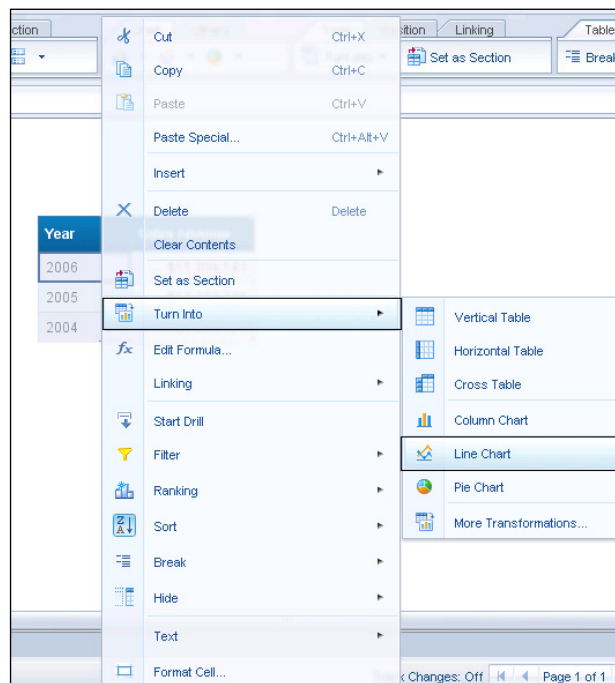 ction
ition
Linking
Table
Set as Section
Break
Cut Ctrl+X
Copy Ctrl+C
Paste Ctrl+V
Paste Special... Ctrl+Alt+V
Insert
Delete Delete
Clear Contents
Set as Section
Turn Into
Edit Formula...
Linking
Start Drill
Filter
Ranking
Sort
Break
Hide
Text
Format Cell...
Year
2006
2005
2004
Vertical Table
Horizontal Table
Cross Table
Column Chart
Line Chart
Pie Chart
More Transformations...
Changes: Off
Page 1 of 1